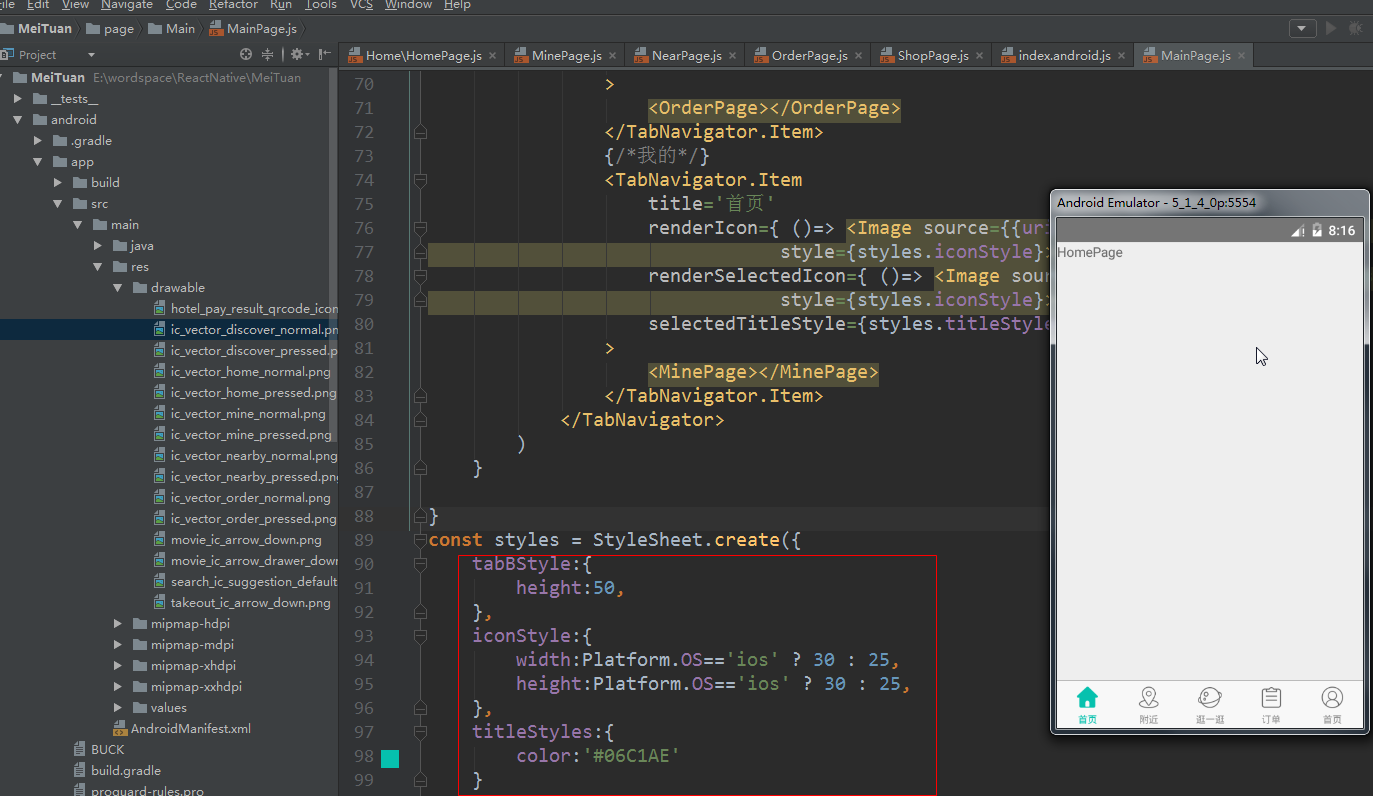 File Edit View Navigate Code Refactor Run Tools VCS Window Help
MeiTuan page Main MainPage.js
Project
Home\HomePage.js MinePage.js NearPage.js OrderPage.js ShopPage.js index.android.js MainPage.js
MeiTuan E:\wordspace\ReactNative\MeiTuan
__tests__
android
.gradle
app
build
src
main
java
res
drawable
hotel_pay_result_qrcode_icon
ic_vector_discover_normal.pn
ic_vector_discover_pressed.p
ic_vector_home_normal.png
ic_vector_home_pressed.png
ic_vector_mine_normal.png
ic_vector_mine_pressed.png
ic_vector_nearby_normal.png
ic_vector_nearby_pressed.png
ic_vector_order_normal.png
ic_vector_order_pressed.png
movie_ic_arrow_down.png
movie_ic_arrow_drawer_down
search_ic_suggestion_default
takeout_ic_arrow_down.png
mipmap-hdpi
mipmap-mdpi
mipmap-xhdpi
mipmap-xxhdpi
values
AndroidManifest.xml
BUCK
build.gradle
proguard-rules.pro
70 >
71 <OrderPage></OrderPage>
72 </TabNavigator.Item>
73 {/*我的*/}
74 <TabNavigator.Item
75 title='首页'
76 renderIcon={ ()=> <Image source={{uri
77 style={styles.iconStyle}>
78 renderSelectedIcon={ ()=> <Image sour
79 style={styles.iconStyle}>
80 selectedTitleStyle={styles.titleStyle
81 >
82 <MinePage></MinePage>
83 </TabNavigator.Item>
84 </TabNavigator>
85 )
86 }
87
88 }
89 const styles = StyleSheet.create({
90 tabBStyle:{
91 height:50,
92 },
93 iconStyle:{
94 width:Platform.OS=='ios' ? 30 : 25,
95 height:Platform.OS=='ios' ? 30 : 25,
96 },
97 titleStyles:{
98 color:'#06C1AE'
99 }
Android Emulator - 5_1_4_0p:5554
8:16
HomePage
首页 附近 逛一逛 订单 首页